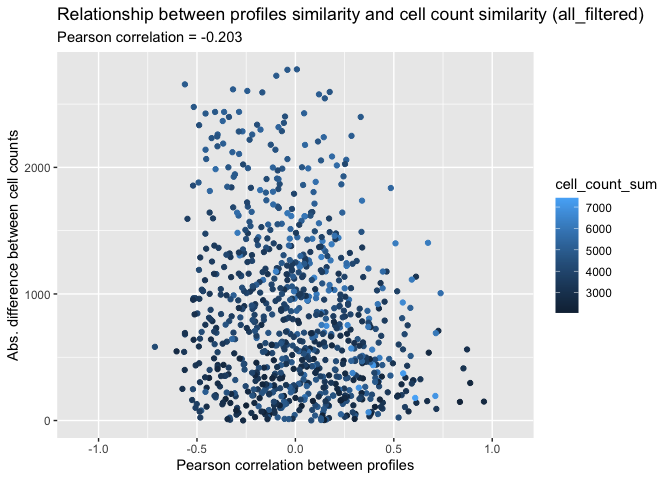 Relationship between profiles similarity and cell count similarity (all_filtered)
Pearson correlation = -0.203
Abs. difference between cell counts
2000
1000
0
-1.0 -0.5 0.0 0.5 1.0
Pearson correlation between profiles
cell_count_sum
7000
6000
5000
4000
3000